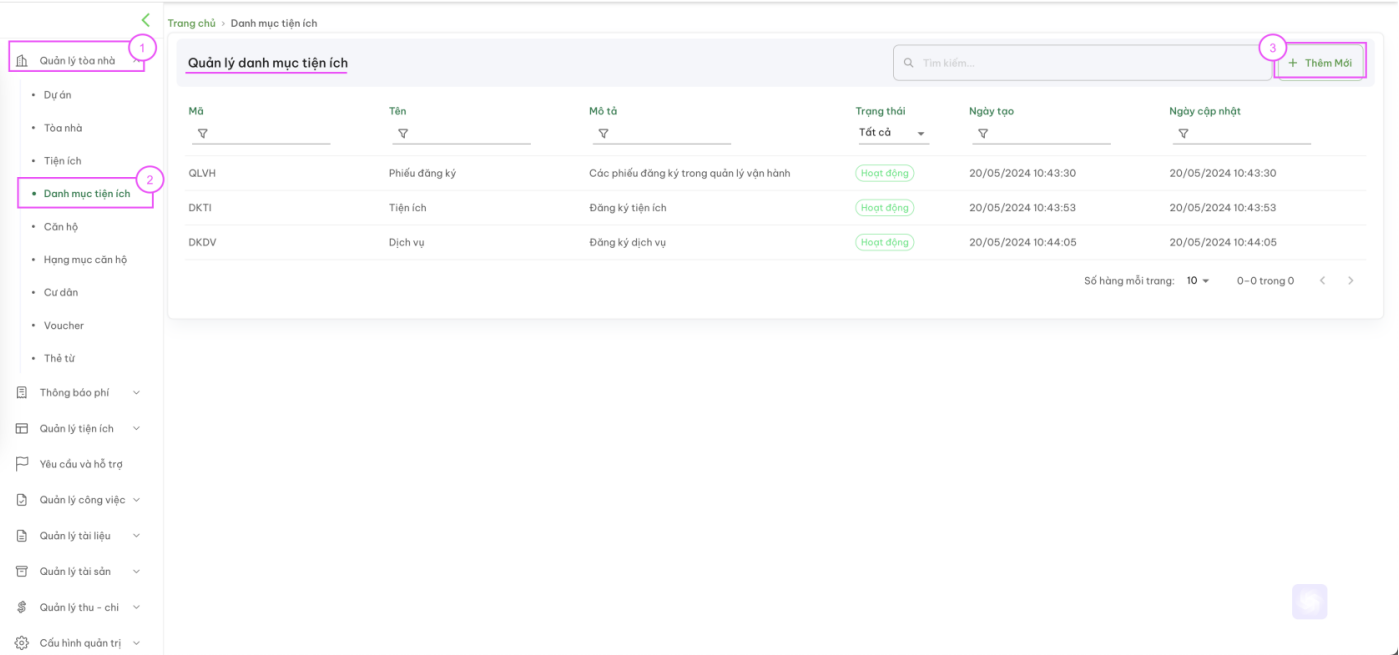 Trang chủ › Danh mục tiện ích
1
Quản lý tòa nhà
Dự án
Tòa nhà
Tiện ích
2
Danh mục tiện ích
Căn hộ
Hạng mục căn hộ
Cư dân
Voucher
Thẻ từ
Thông báo phí
Quản lý tiện ích
Yêu cầu và hỗ trợ
Quản lý công việc
Quản lý tài liệu
Quản lý tài sản
Quản lý thu - chi
Cấu hình quản trị
Quản lý danh mục tiện ích
Tìm kiếm...
3
+ Thêm Mới
Mã Tên Mô tả Trạng thái Ngày tạo Ngày cập nhật
Tất cả
QLVH Phiếu đăng ký Các phiếu đăng ký trong quản lý vận hành Hoạt động 20/05/2024 10:43:30 20/05/2024 10:43:30
DKTI Tiện ích Đăng ký tiện ích Hoạt động 20/05/2024 10:43:53 20/05/2024 10:43:53
DKDV Dịch vụ Đăng ký dịch vụ Hoạt động 20/05/2024 10:44:05 20/05/2024 10:44:05
Số hàng mỗi trang: 10 0–0 trong 0